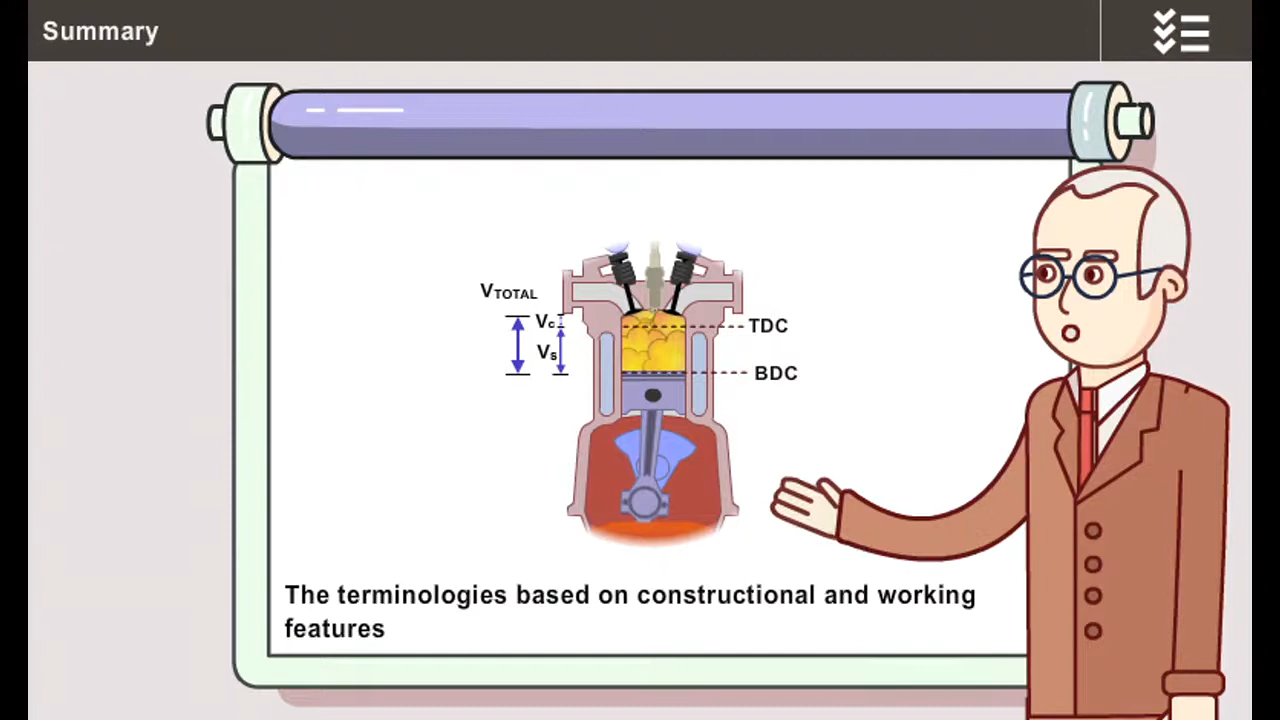 Summary
VTOTAL
Vc
TDC
Vs
BDC
The terminologies based on constructional and working
features